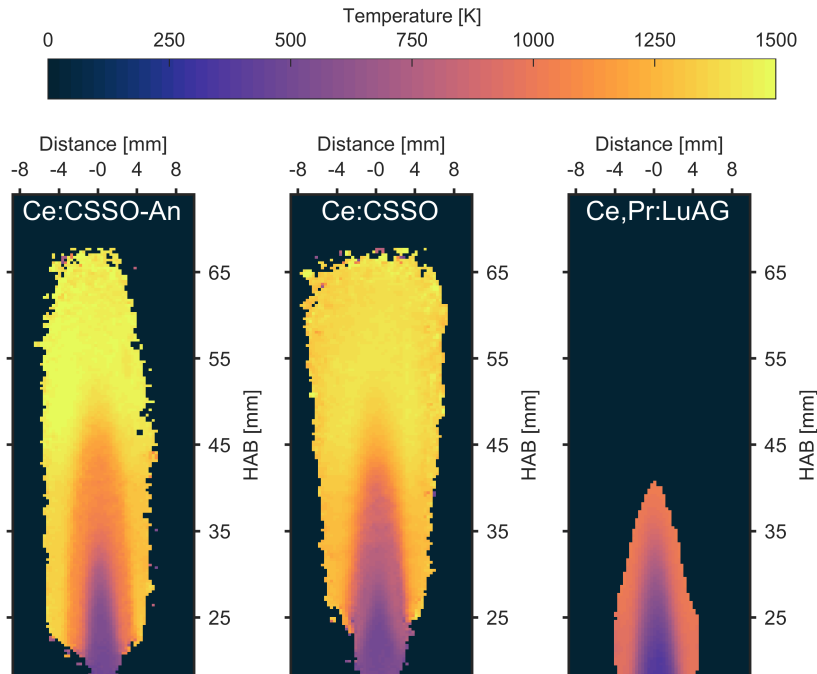 Temperature [K]
0 250 500 750 1000 1250 1500
Distance [mm] Distance [mm] Distance [mm]
-8 -4 -0 4 8 -8 -4 -0 4 8 -8 -4 -0 4 8
Ce:CSSO-An Ce:CSSO Ce,Pr:LuAG
65 65 65
55 55 55
HAB [mm] HAB [mm] HAB [mm]
45 45 45
35 35 35
25 25 25